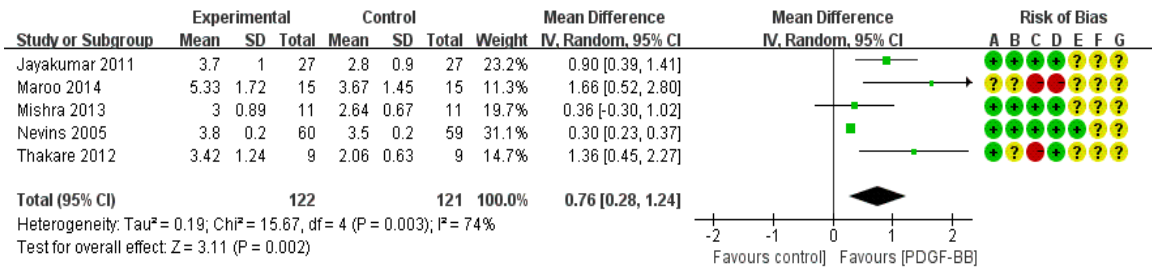 Experimental Control Mean Difference Mean Difference Risk of Bias
Study or Subgroup Mean SD Total Mean SD Total Weight IV, Random, 95% CI IV, Random, 95% CI A B C D E F G
Jayakumar 2011 3.7 1 27 2.8 0.9 27 23.2% 0.90 [0.39, 1.41] + + + + ? ? ?
Maroo 2014 5.33 1.72 15 3.67 1.45 15 11.3% 1.66 [0.52, 2.80] ? ? - - ? ? ?
Mishra 2013 3 0.89 11 2.64 0.67 11 19.7% 0.36 [-0.30, 1.02] + + + + ? ? ?
Nevins 2005 3.8 0.2 60 3.5 0.2 59 31.1% 0.30 [0.23, 0.37] + + + + + ? ?
Thakare 2012 3.42 1.24 9 2.06 0.63 9 14.7% 1.36 [0.45, 2.27] + ? - + ? ? ?
Total (95% CI) 122 121 100.0% 0.76 [0.28, 1.24]
Heterogeneity: Tau² = 0.19; Chi² = 15.67, df = 4 (P = 0.003); I² = 74%
Test for overall effect: Z = 3.11 (P = 0.002)
-2 -1 0 1 2
Favours control] Favours [PDGF-BB]